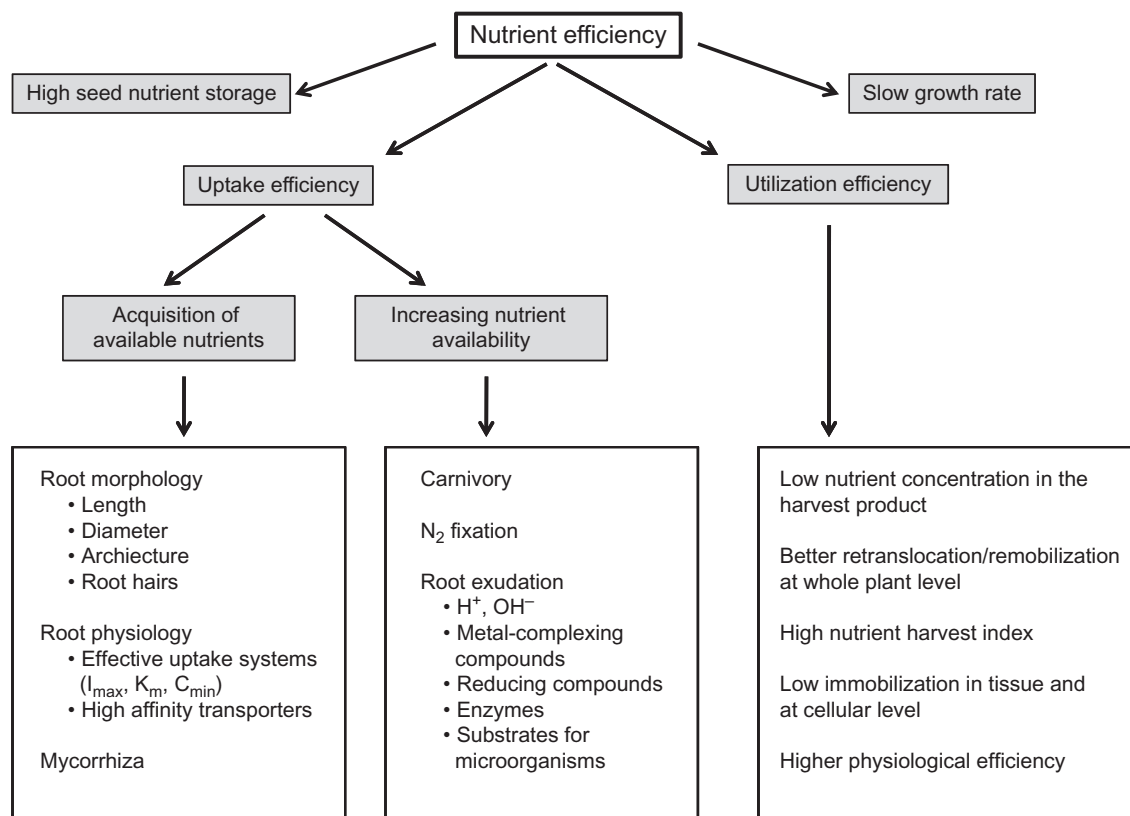 Nutrient efficiency
High seed nutrient storage
Slow growth rate
Uptake efficiency
Utilization efficiency
Acquisition of
available nutrients
Increasing nutrient
availability
Root morphology
• Length
• Diameter
• Archiecture
• Root hairs
Root physiology
• Effective uptake systems
(Imax, Km, Cmin)
• High affinity transporters
Mycorrhiza
Carnivory
N₂ fixation
Root exudation
• H⁺, OH⁻
• Metal-complexing
compounds
• Reducing compounds
• Enzymes
• Substrates for
microorganisms
Low nutrient concentration in the
harvest product
Better retranslocation/remobilization
at whole plant level
High nutrient harvest index
Low immobilization in tissue and
at cellular level
Higher physiological efficiency